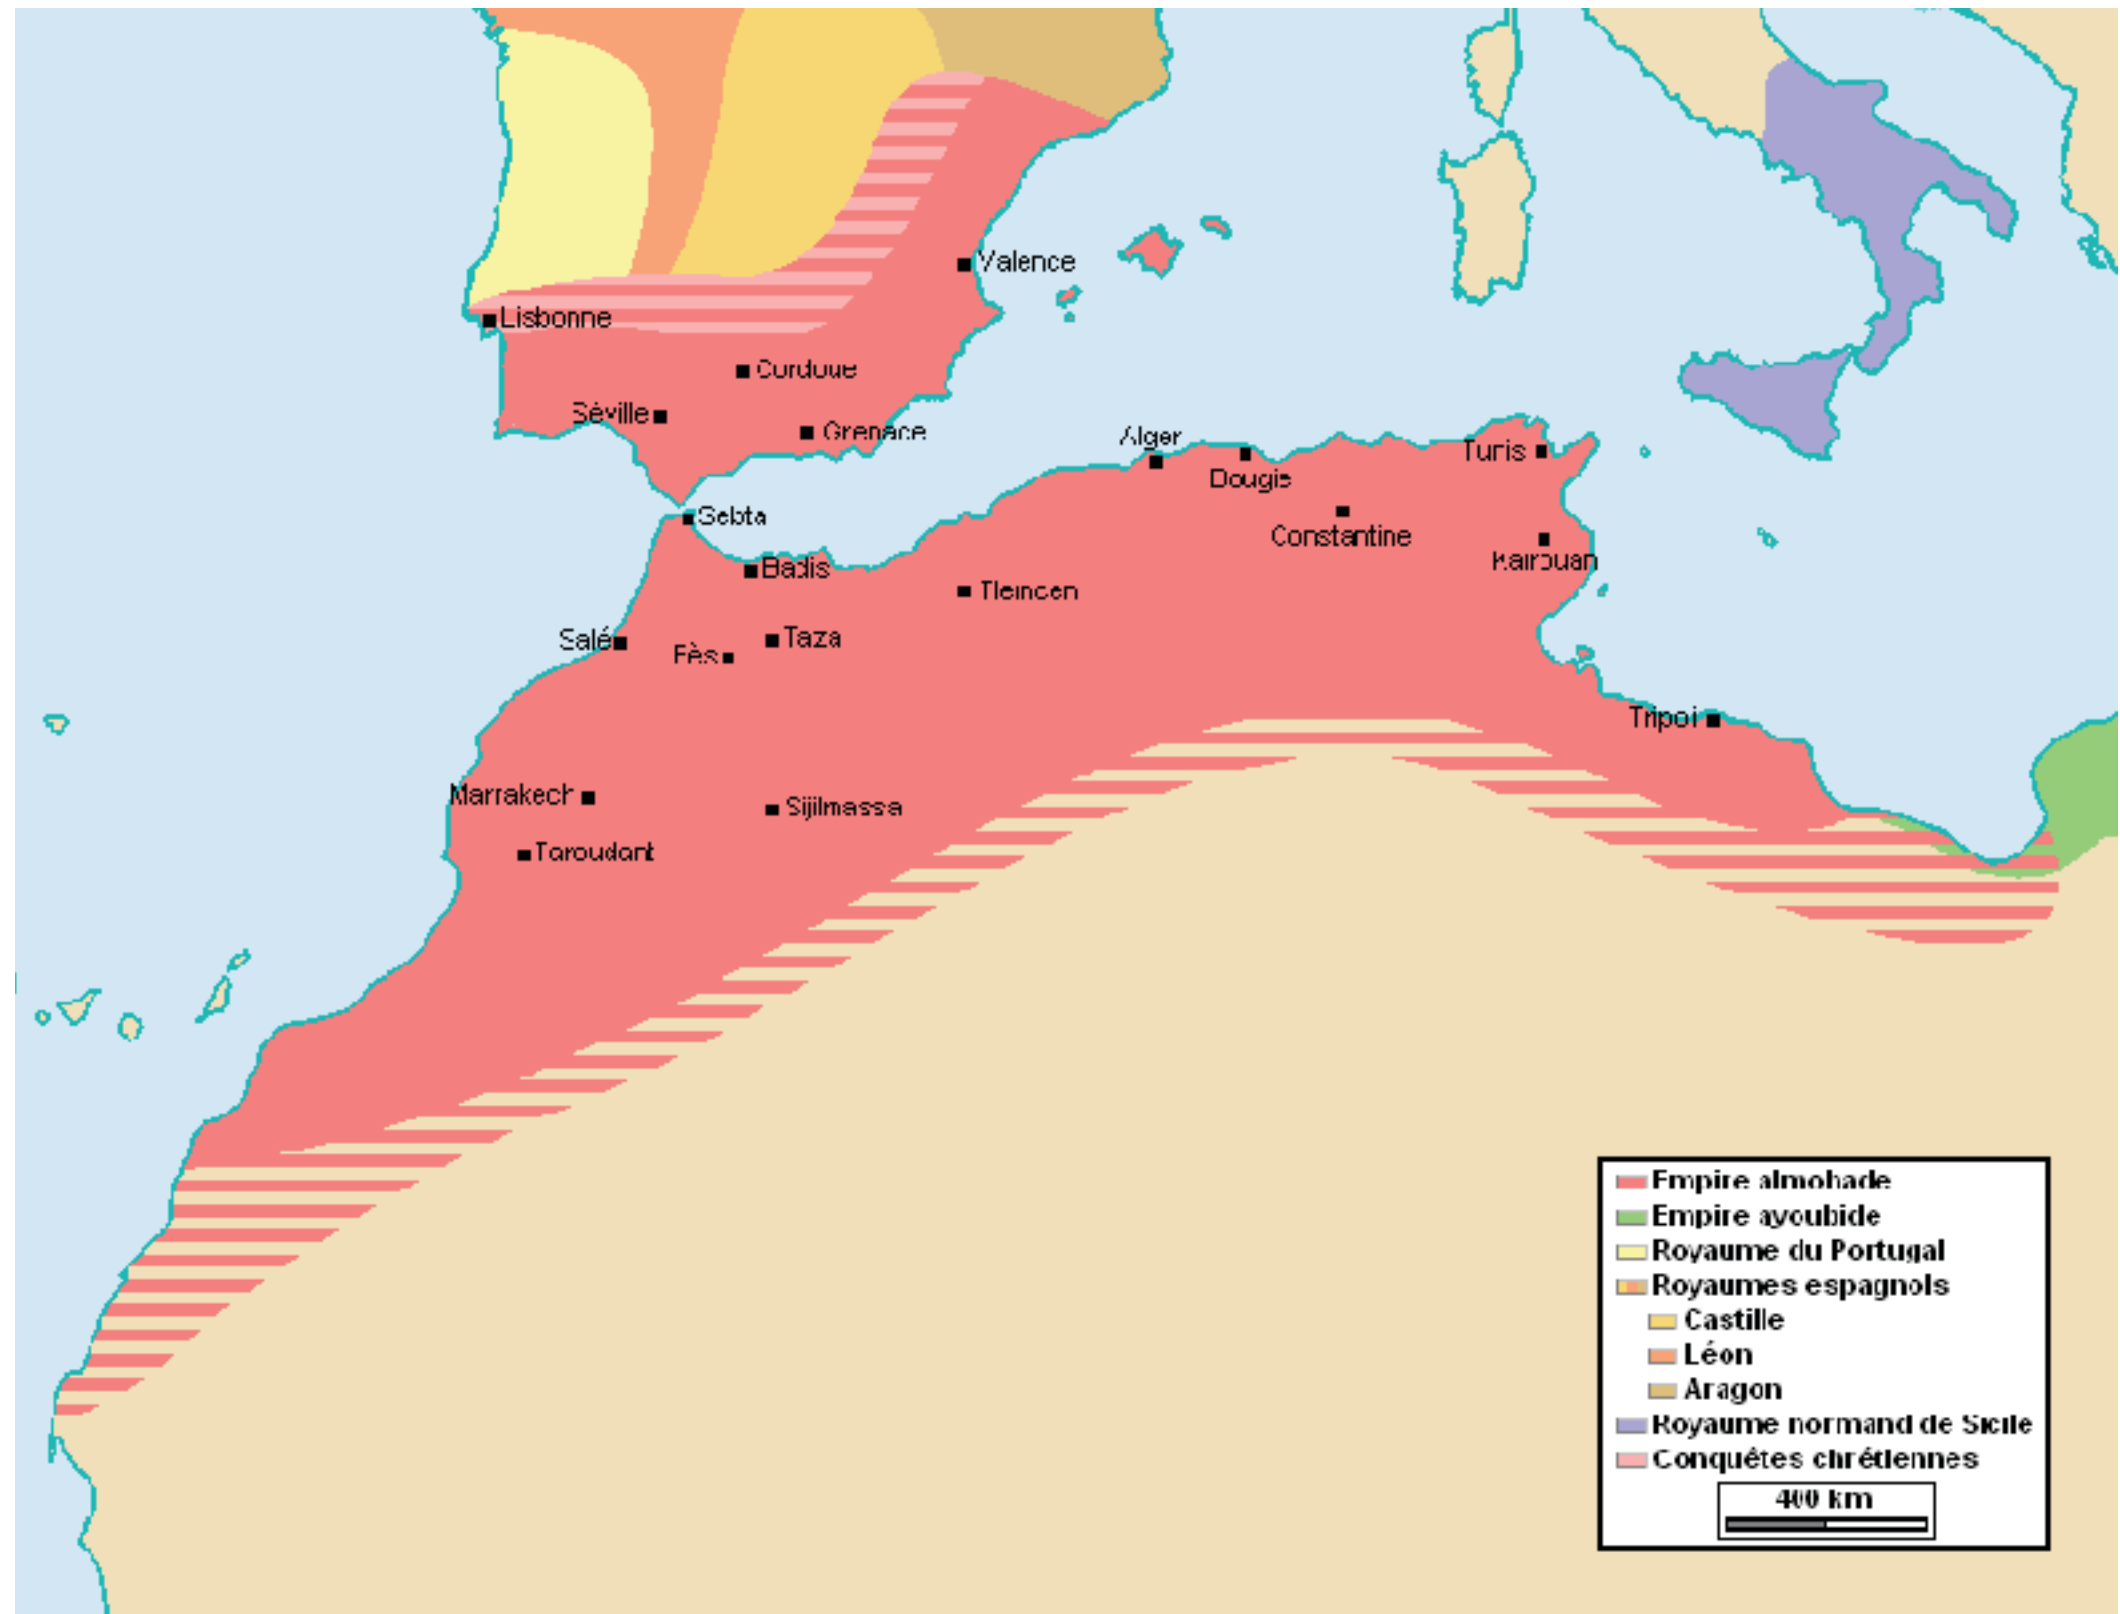 Valence
Lisbonne
Cordoue
Séville
Grenade
Alger
Tunis
Bougie
Sebta
Constantine
Kairouan
Badis
Tlemcen
Salé
Taza
Fès
Tripoli
Marrakech
Sijilmassa
Taroudant
Empire almohade
Empire ayoubide
Royaume du Portugal
Royaumes espagnols
Castille
Léon
Aragon
Royaume normand de Sicile
Conquêtes chrétiennes
400 km